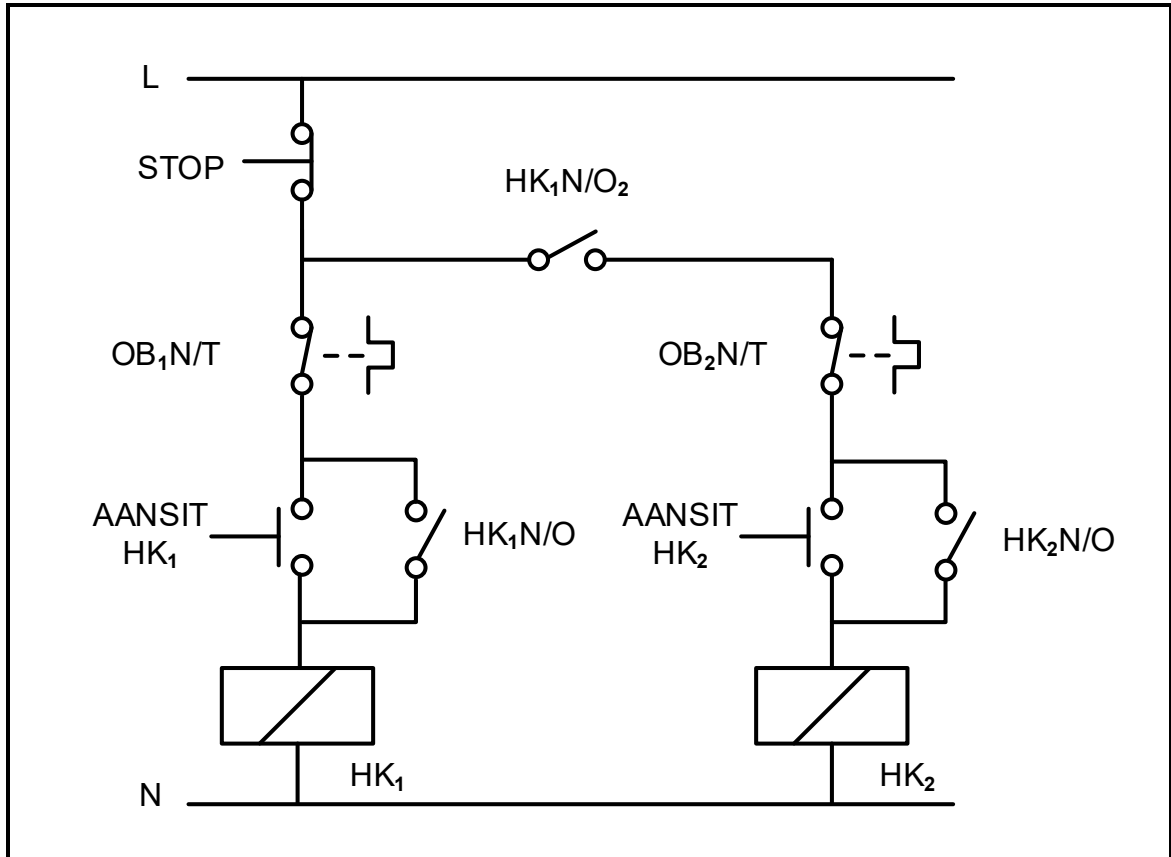 L
STOP
HK₁N/O₂
OB₁N/T
OB₂N/T
AANSIT
HK₁
HK₁N/O
AANSIT
HK₂
HK₂N/O
HK₁
HK₂
N